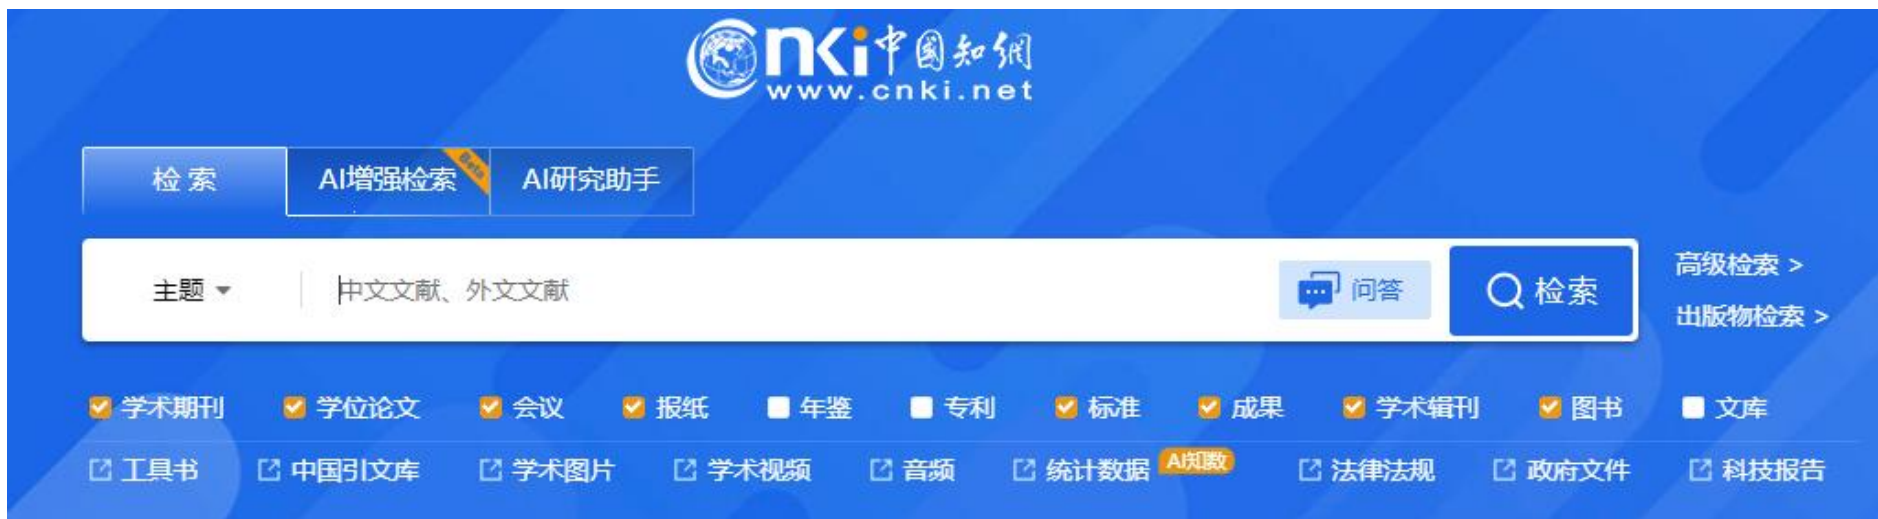 cnki中国知網
www.cnki.net
检索 AI增强检索 Beta AI研究助手
主题 中文文献、外文文献 问答 检索
高级检索 >
出版物检索 >
学术期刊 学位论文 会议 报纸 年鉴 专利 标准 成果 学术辑刊 图书 文库
工具书 中国引文库 学术图片 学术视频 音频 统计数据 AI知数 法律法规 政府文件 科技报告